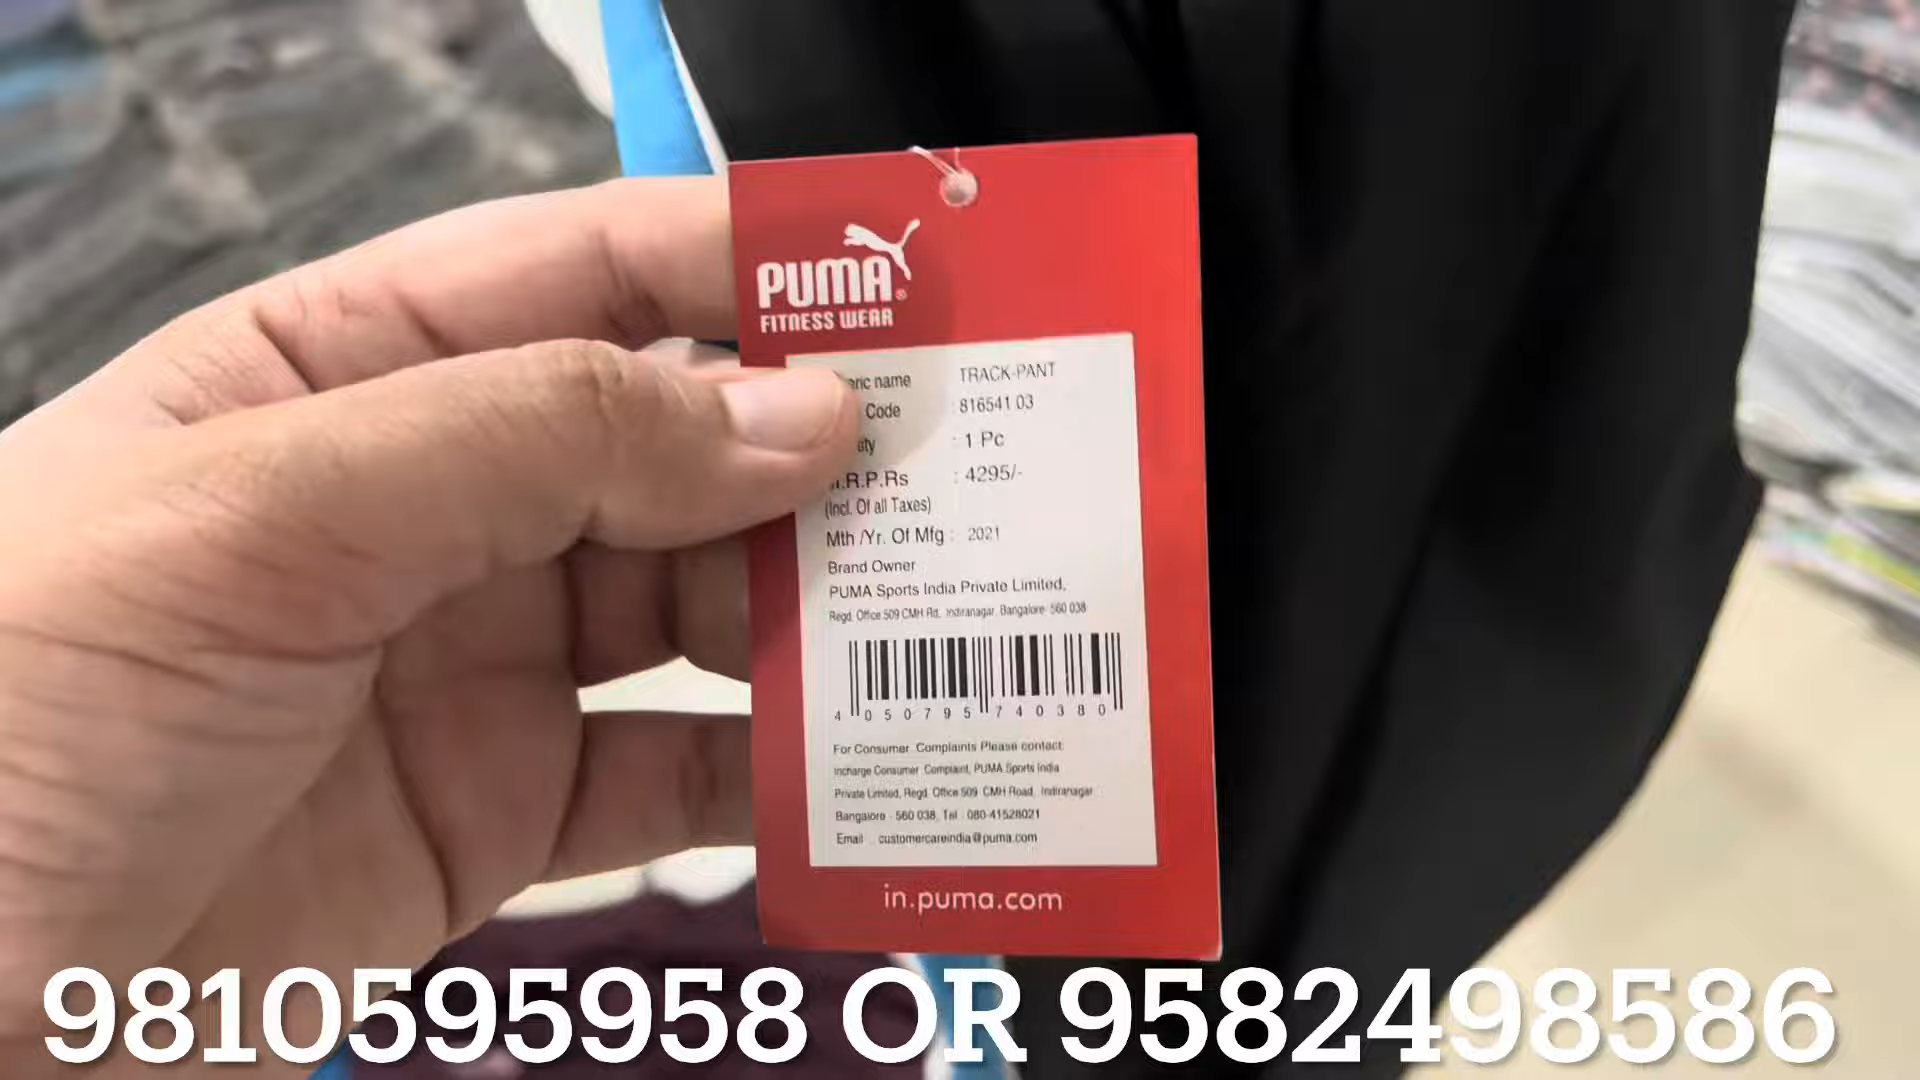 PUMA®
FITNESS WEAR
eric name TRACK-PANT
Code : 816541 03
: 1 Pc
.R.P.Rs : 4295/-
(Incl. Of all Taxes)
Mth /Yr. Of Mfg : 2021
Brand Owner
PUMA Sports India Private Limited,
Regd. Office 509 CMH Rd, Indiranagar Bangalore- 560 038
4 050795 740380
For Consumer Complaints Please contact:
Incharge Consumer Complaint, PUMA Sports India
Private Limited, Regd. Office 509 CMH Road, Indiranagar
Bangalore - 560 038, Tel : 080-41528021
Email : customercareindia@puma.com
in.puma.com
9810595958 OR 9582498586